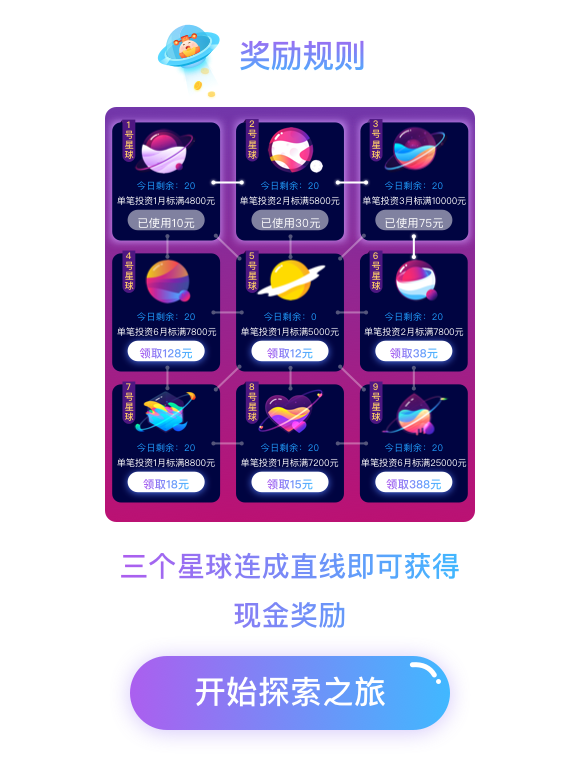 奖励规则
1号星球
今日剩余：20
单笔投资1月标满4800元
已使用10元
2号星球
今日剩余：20
单笔投资2月标满5800元
已使用30元
3号星球
今日剩余：20
单笔投资3月标满10000元
已使用75元
4号星球
今日剩余：20
单笔投资6月标满7800元
领取128元
5号星球
今日剩余：0
单笔投资1月标满5000元
领取12元
6号星球
今日剩余：20
单笔投资2月标满7800元
领取38元
7号星球
今日剩余：20
单笔投资1月标满8800元
领取18元
8号星球
今日剩余：20
单笔投资1月标满7200元
领取15元
9号星球
今日剩余：20
单笔投资6月标满25000元
领取388元
三个星球连成直线即可获得
现金奖励
开始探索之旅